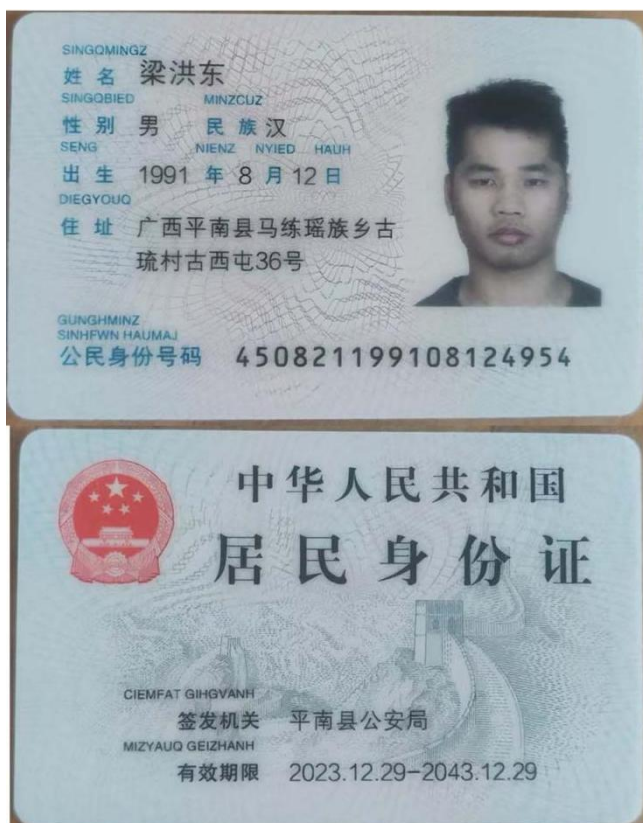 SINGQMINGZ
姓名 梁洪东
SINGQBIED MINZCUZ
性别 男 民族 汉
SENG NIENZ NYIED HAUH
出生 1991 年 8 月 12 日
DIEGYOUQ
住址 广西平南县马练瑶族乡古
琉村古西屯36号
GUNGHMINZ
SINHFWN HAUMAJ
公民身份号码 450821199108124954
中华人民共和国
居民身份证
CIEMFAT GIHGVANH
签发机关 平南县公安局
MIZYAUQ GEIZHANH
有效期限 2023.12.29-2043.12.29